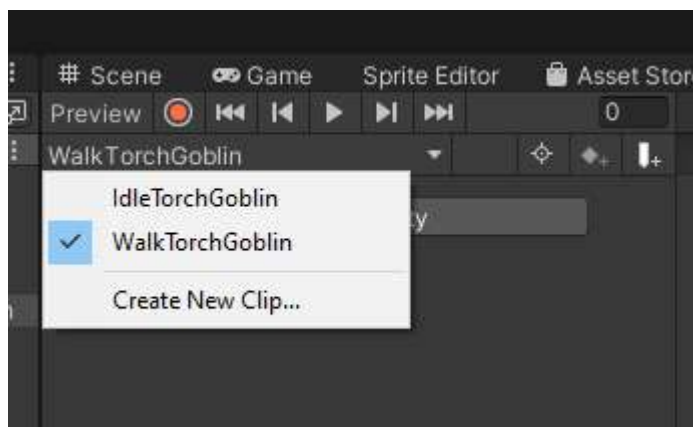 Scene Game Sprite Editor Asset Stor
Preview 0
WalkTorchGoblin
IdleTorchGoblin
WalkTorchGoblin
Create New Clip...